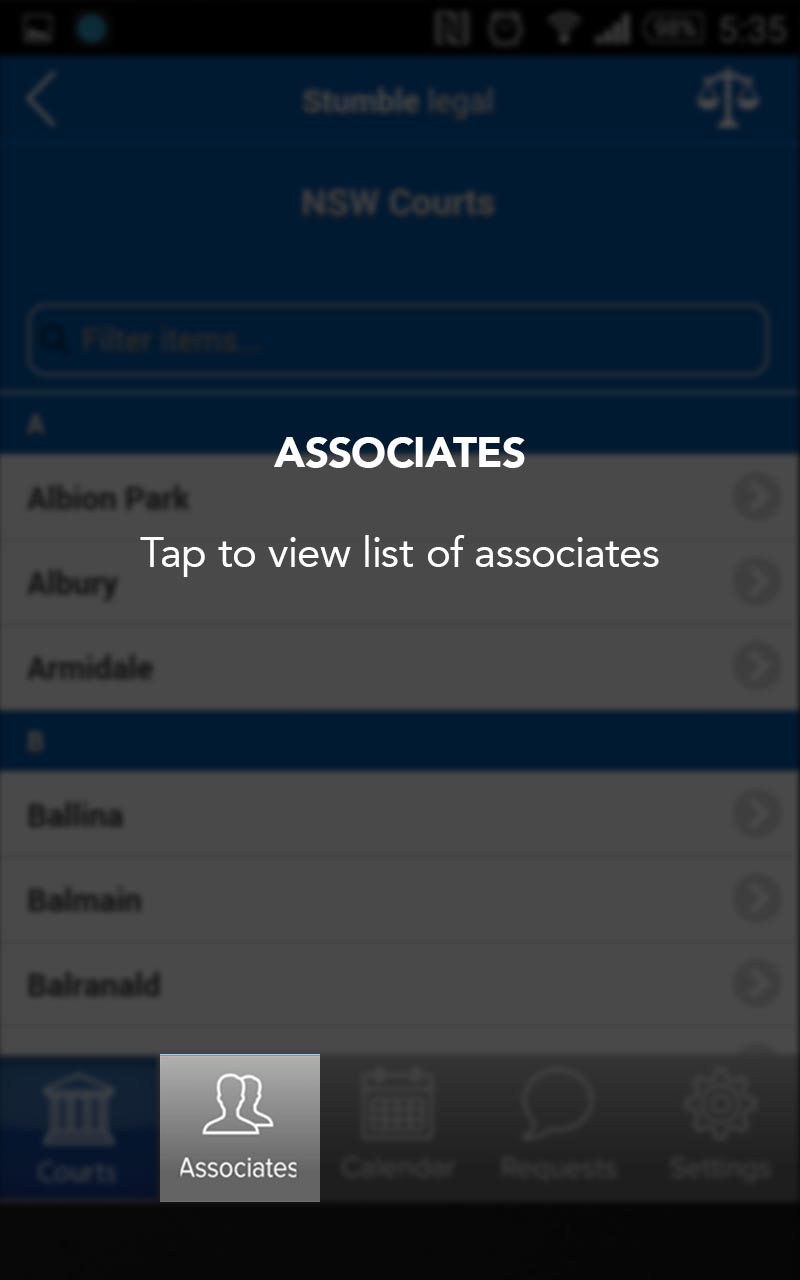 98% 5:35
Stumble legal
NSW Courts
Filter items...
A
ASSOCIATES
Albion Park
Tap to view list of associates
Albury
Armidale
B
Ballina
Balmain
Balranald
Courts Associates Calendar Requests Settings